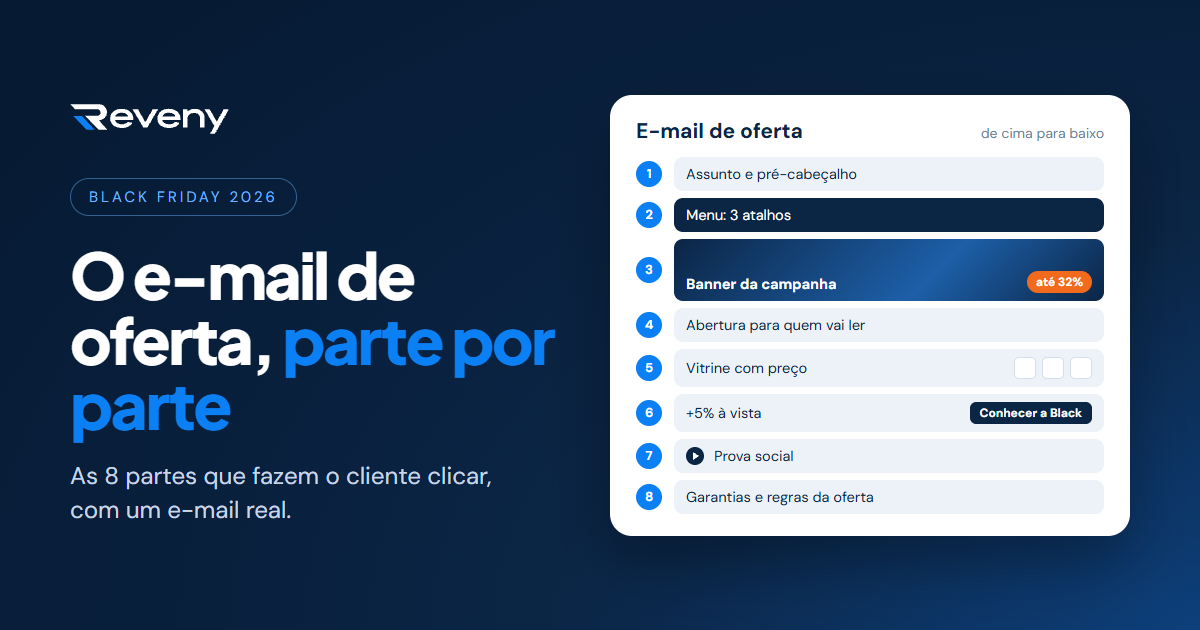 Reveny
BLACK FRIDAY 2026
O e-mail de
oferta, parte por
parte
As 8 partes que fazem o cliente clicar,
com um e-mail real.
E-mail de oferta
de cima para baixo
1 Assunto e pré-cabeçalho
2 Menu: 3 atalhos
3 Banner da campanha até 32%
4 Abertura para quem vai ler
5 Vitrine com preço
6 +5% à vista Conhecer a Black
7 Prova social
8 Garantias e regras da oferta